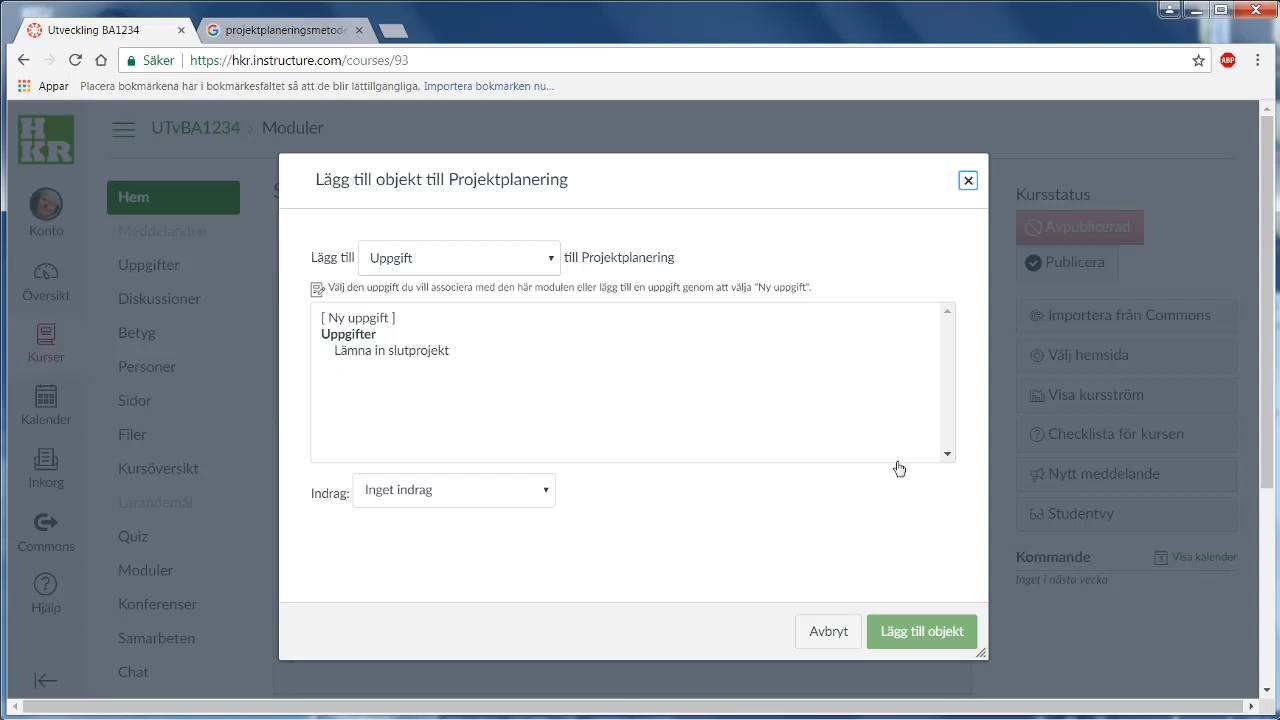 Utveckling BA1234
projektplaneringsmetode
Säker
https://hkr.instructure.com/courses/93
ABP
Appar
Placera bokmärkena här i bokmärkesfältet så att de blir lättillgängliga. Importera bokmärken nu...
HKR
UTvBA1234 › Moduler
Konto
Översikt
Kurser
Kalender
Inkorg
Commons
Hjälp
Hem
Meddelanden
Uppgifter
Diskussioner
Betyg
Personer
Sidor
Filer
Kursöversikt
Lärandemål
Quiz
Moduler
Konferenser
Samarbeten
Chat
Lägg till objekt till Projektplanering
Lägg till Uppgift till Projektplanering
Välj den uppgift du vill associera med den här modulen eller lägg till en uppgift genom att välja "Ny uppgift".
[ Ny uppgift ]
Uppgifter
Lämna in slutprojekt
Indrag: Inget indrag
Avbryt
Lägg till objekt
Kursstatus
Avpublicerad
Publicera
Importera från Commons
Välj hemsida
Visa kursström
Checklista för kursen
Nytt meddelande
Studentvy
Kommande
Visa kalender
Inget i nästa vecka